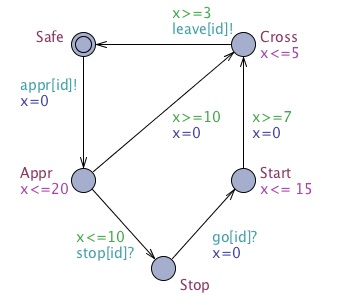 x>=3
leave[id]!
Safe
Cross
x<=5
appr[id]!
x=0
x>=10
x=0
x>=7
x=0
Appr
x<=20
Start
x<= 15
x<=10
stop[id]?
go[id]?
x=0
Stop